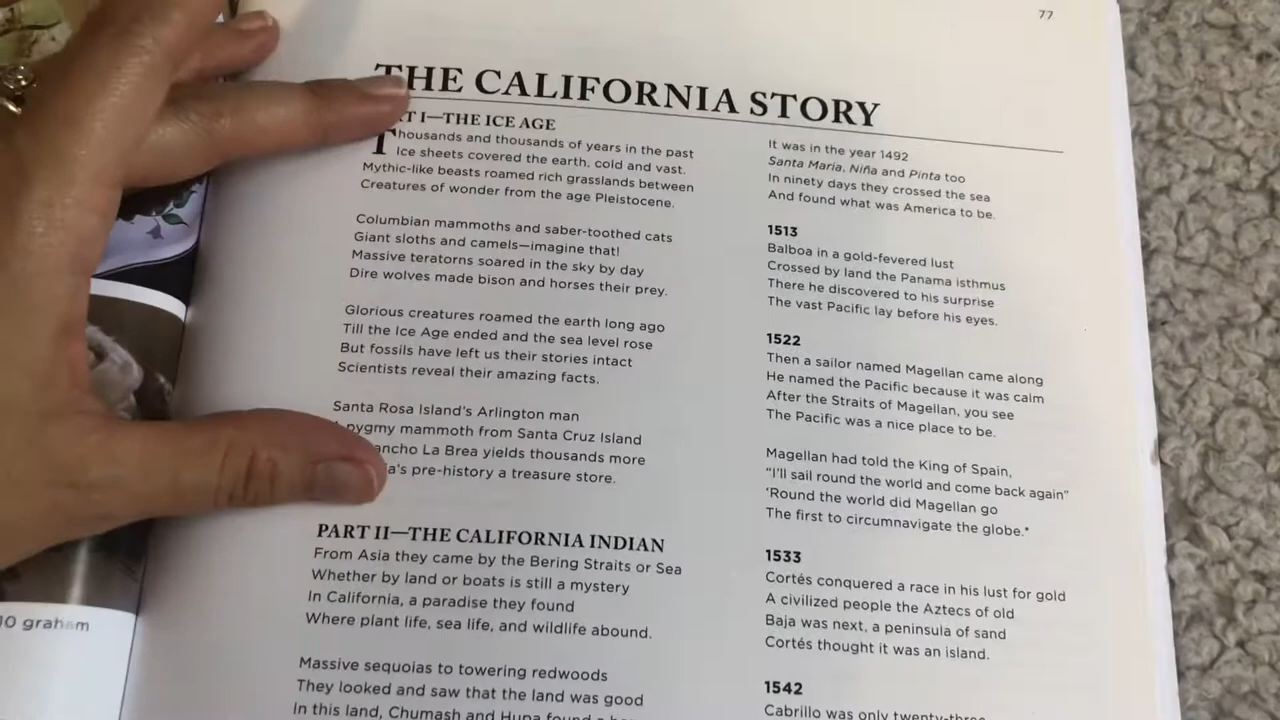 77
THE CALIFORNIA STORY
I—THE ICE AGE
Thousands and thousands of years in the past
Ice sheets covered the earth, cold and vast.
Mythic-like beasts roamed rich grasslands between
Creatures of wonder from the age Pleistocene.
Columbian mammoths and saber-toothed cats
Giant sloths and camels—imagine that!
Massive teratorns soared in the sky by day
Dire wolves made bison and horses their prey.
Glorious creatures roamed the earth long ago
Till the Ice Age ended and the sea level rose
But fossils have left us their stories intact
Scientists reveal their amazing facts.
Santa Rosa Island's Arlington man
pygmy mammoth from Santa Cruz Island
La Brea yields thousands more
pre-history a treasure store.
PART II—THE CALIFORNIA INDIAN
From Asia they came by the Bering Straits or Sea
Whether by land or boats is still a mystery
In California, a paradise they found
Where plant life, sea life, and wildlife abound.
Massive sequoias to towering redwoods
They looked and saw that the land was good
In this land, Chumash and Hupa found a
It was in the year 1492
Santa Maria, Niña and Pinta too
In ninety days they crossed the sea
And found what was America to be.
1513
Balboa in a gold-fevered lust
Crossed by land the Panama isthmus
There he discovered to his surprise
The vast Pacific lay before his eyes.
1522
Then a sailor named Magellan came along
He named the Pacific because it was calm
After the Straits of Magellan, you see
The Pacific was a nice place to be.
Magellan had told the King of Spain,
“I'll sail round the world and come back again”
'Round the world did Magellan go
The first to circumnavigate the globe.*
1533
Cortés conquered a race in his lust for gold
A civilized people the Aztecs of old
Baja was next, a peninsula of sand
Cortés thought it was an island.
1542
Cabrillo was only twenty-three
10 graham